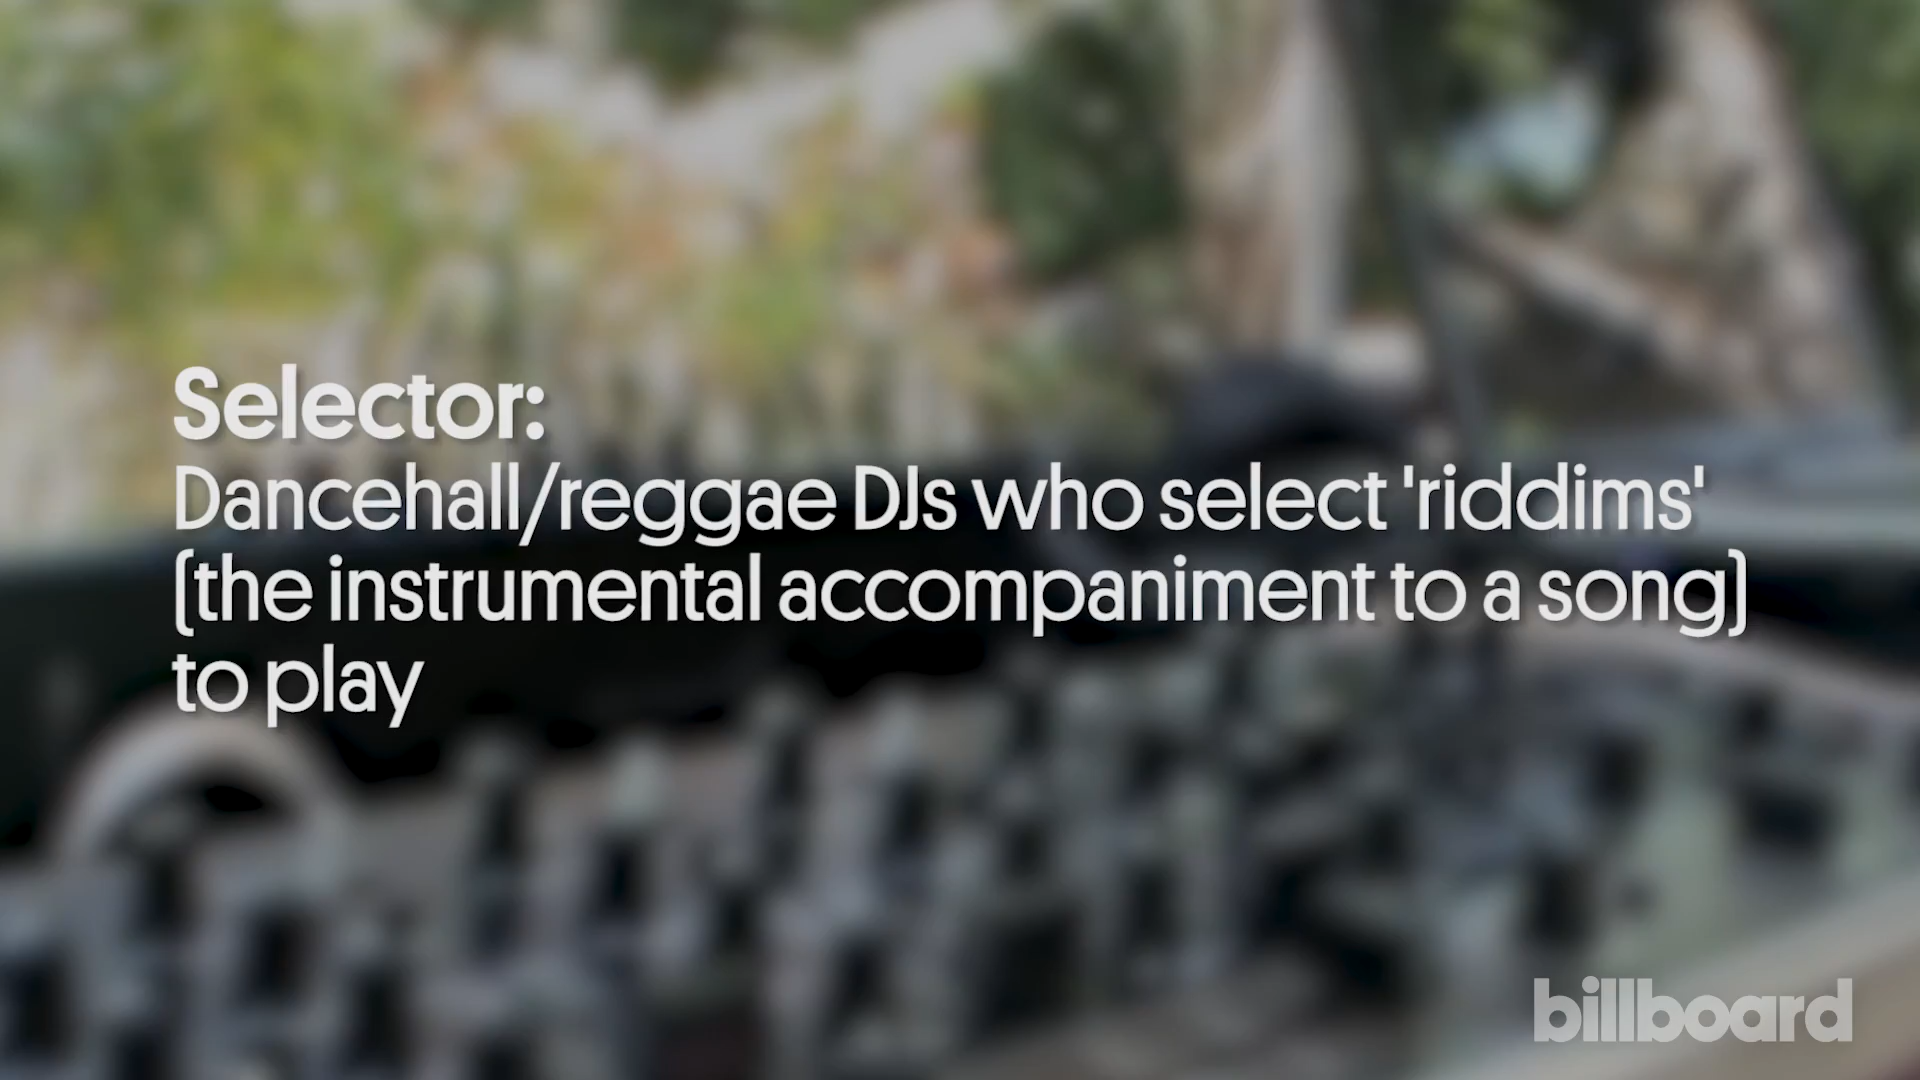 Selector:
Dancehall/reggae DJs who select 'riddims'
(the instrumental accompaniment to a song)
to play
billboard